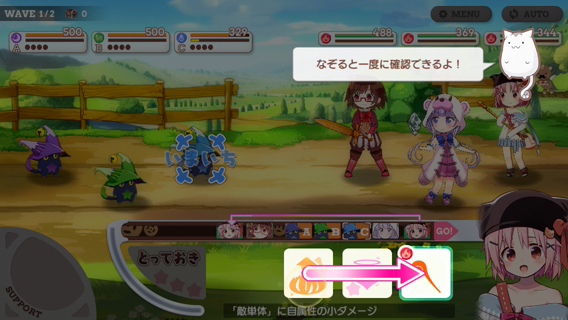 WAVE 1/2 0
MENU
AUTO
500
500
329
488
369
344
A
B
C
なぞると一度に確認できるよ！
いまいち
A B C GO!
とっておき
SUPPORT
「敵単体」に自属性の小ダメージ